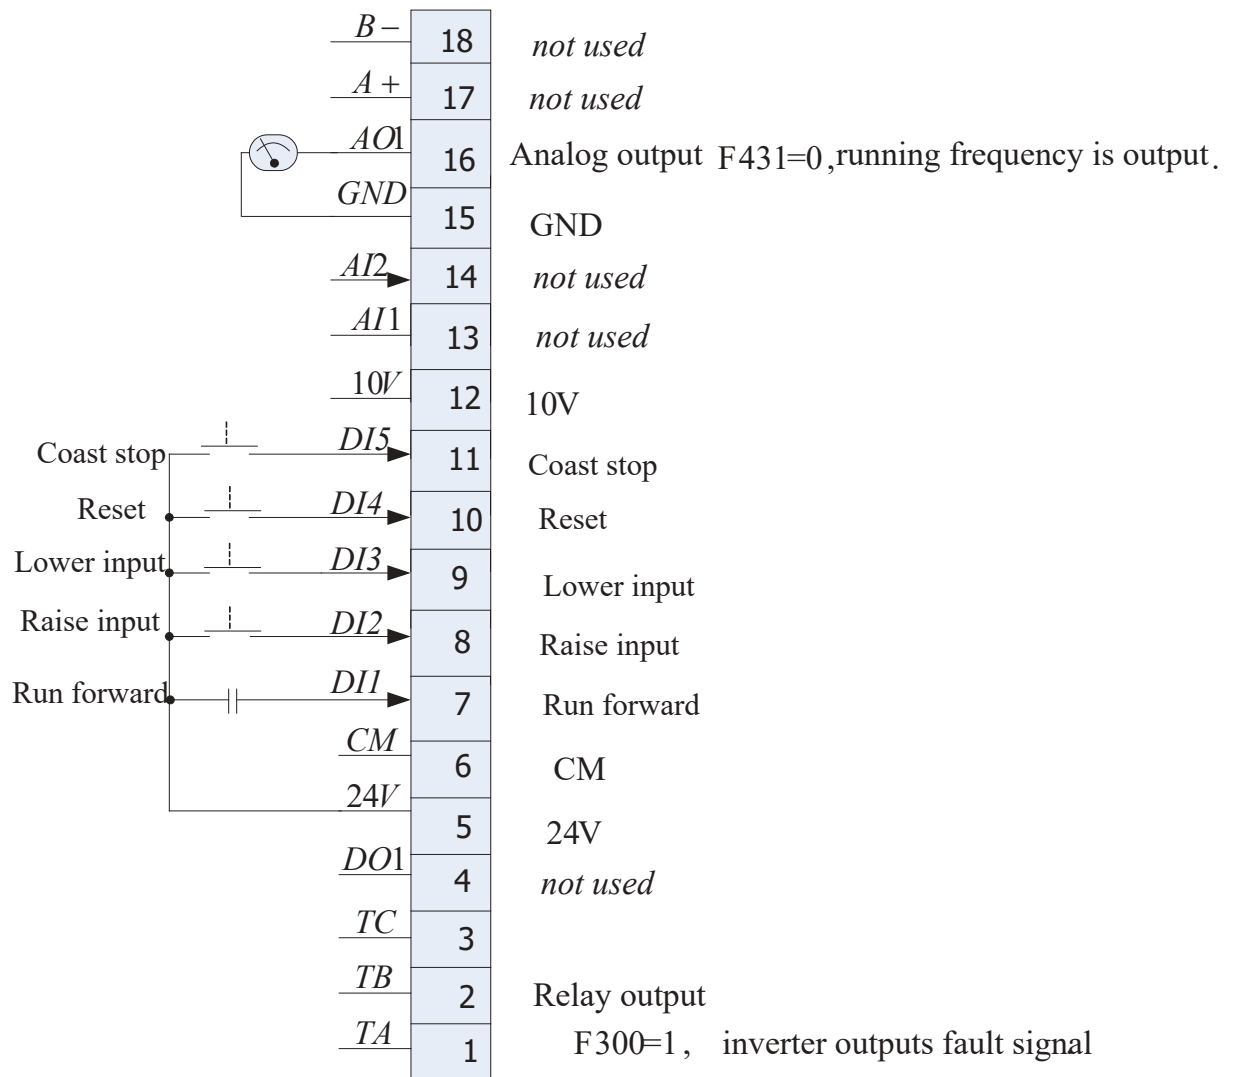 B − 18 not used
A + 17 not used
AO1 16 Analog output F431=0,running frequency is output.
GND 15 GND
AI2 14 not used
AI1 13 not used
10V 12 10V
Coast stop DI5 11 Coast stop
Reset DI4 10 Reset
Lower input DI3 9 Lower input
Raise input DI2 8 Raise input
Run forward DI1 7 Run forward
CM 6 CM
24V 5 24V
DO1 4 not used
TC 3
TB 2 Relay output
TA 1 F300=1, inverter outputs fault signal.